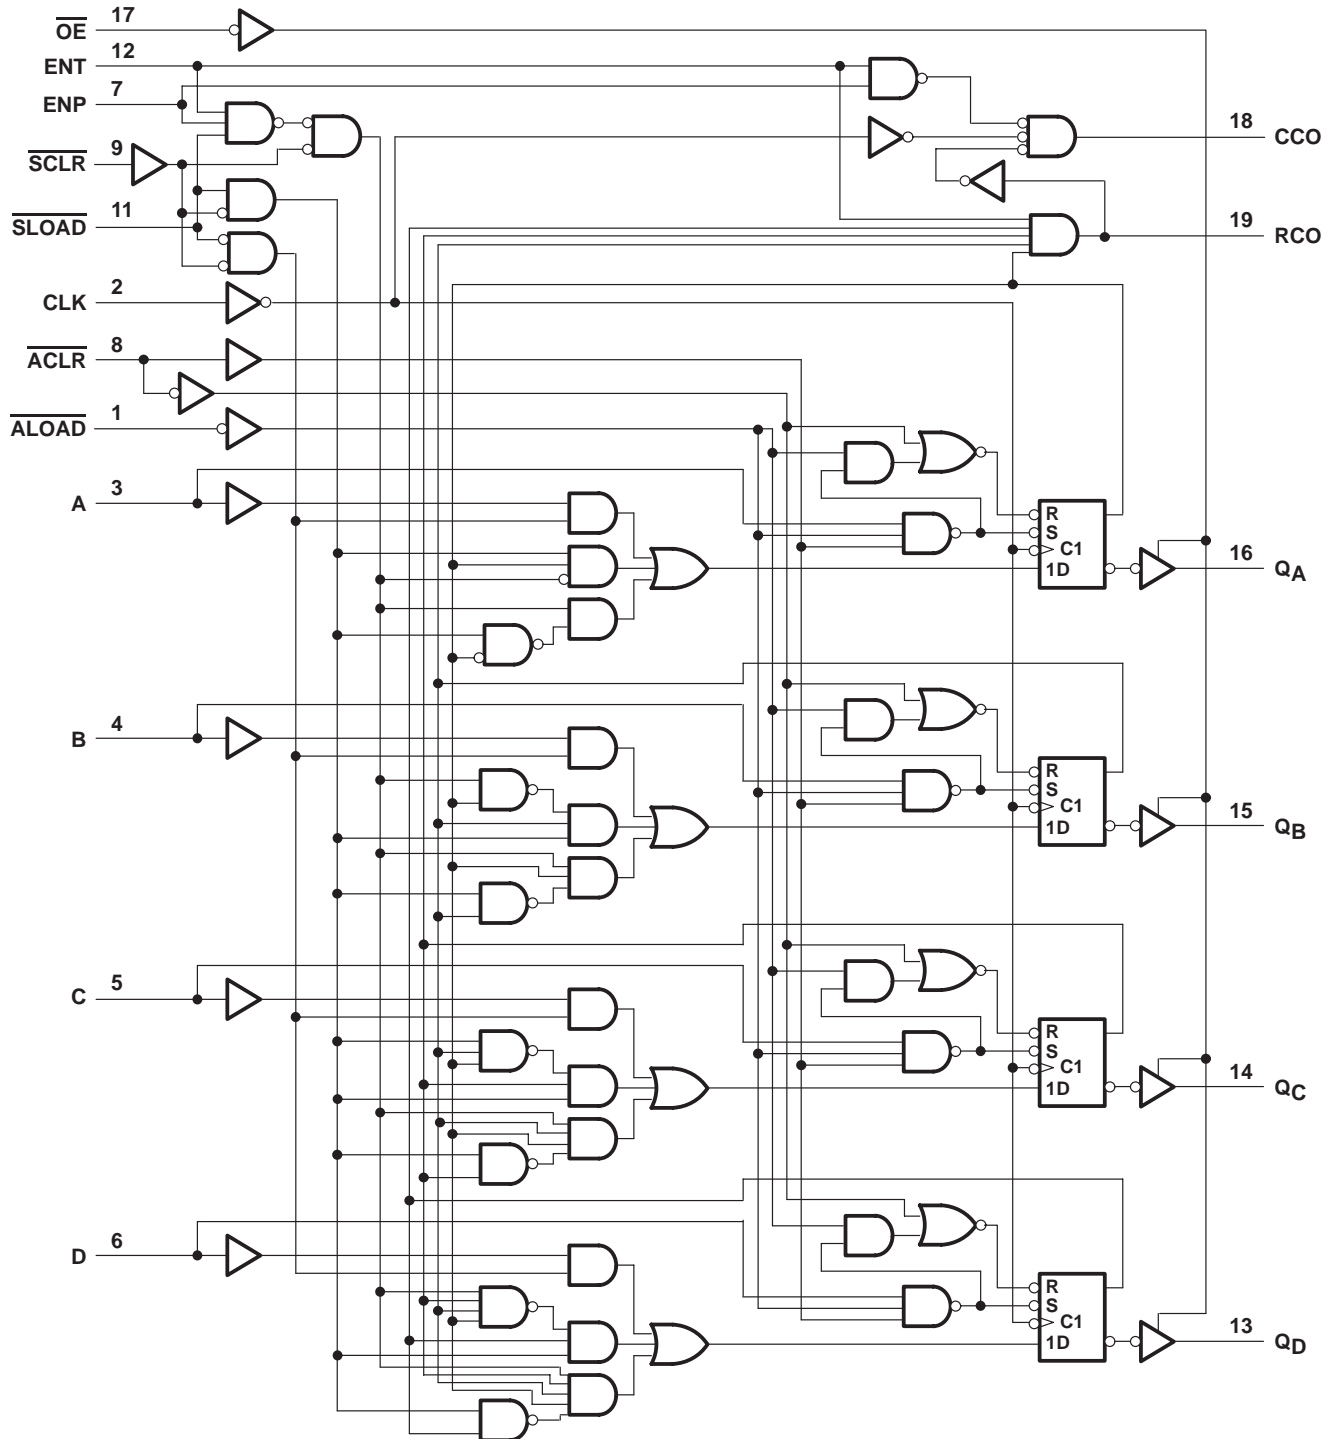 OE 17
ENT 12
ENP 7
SCLR 9
SLOAD 11
CLK 2
ACLR 8
ALOAD 1
18 CCO
19 RCO
A 3
R
S
C1
1D
16 QA
B 4
R
S
C1
1D
15 QB
C 5
R
S
C1
1D
14 QC
D 6
R
S
C1
1D
13 QD